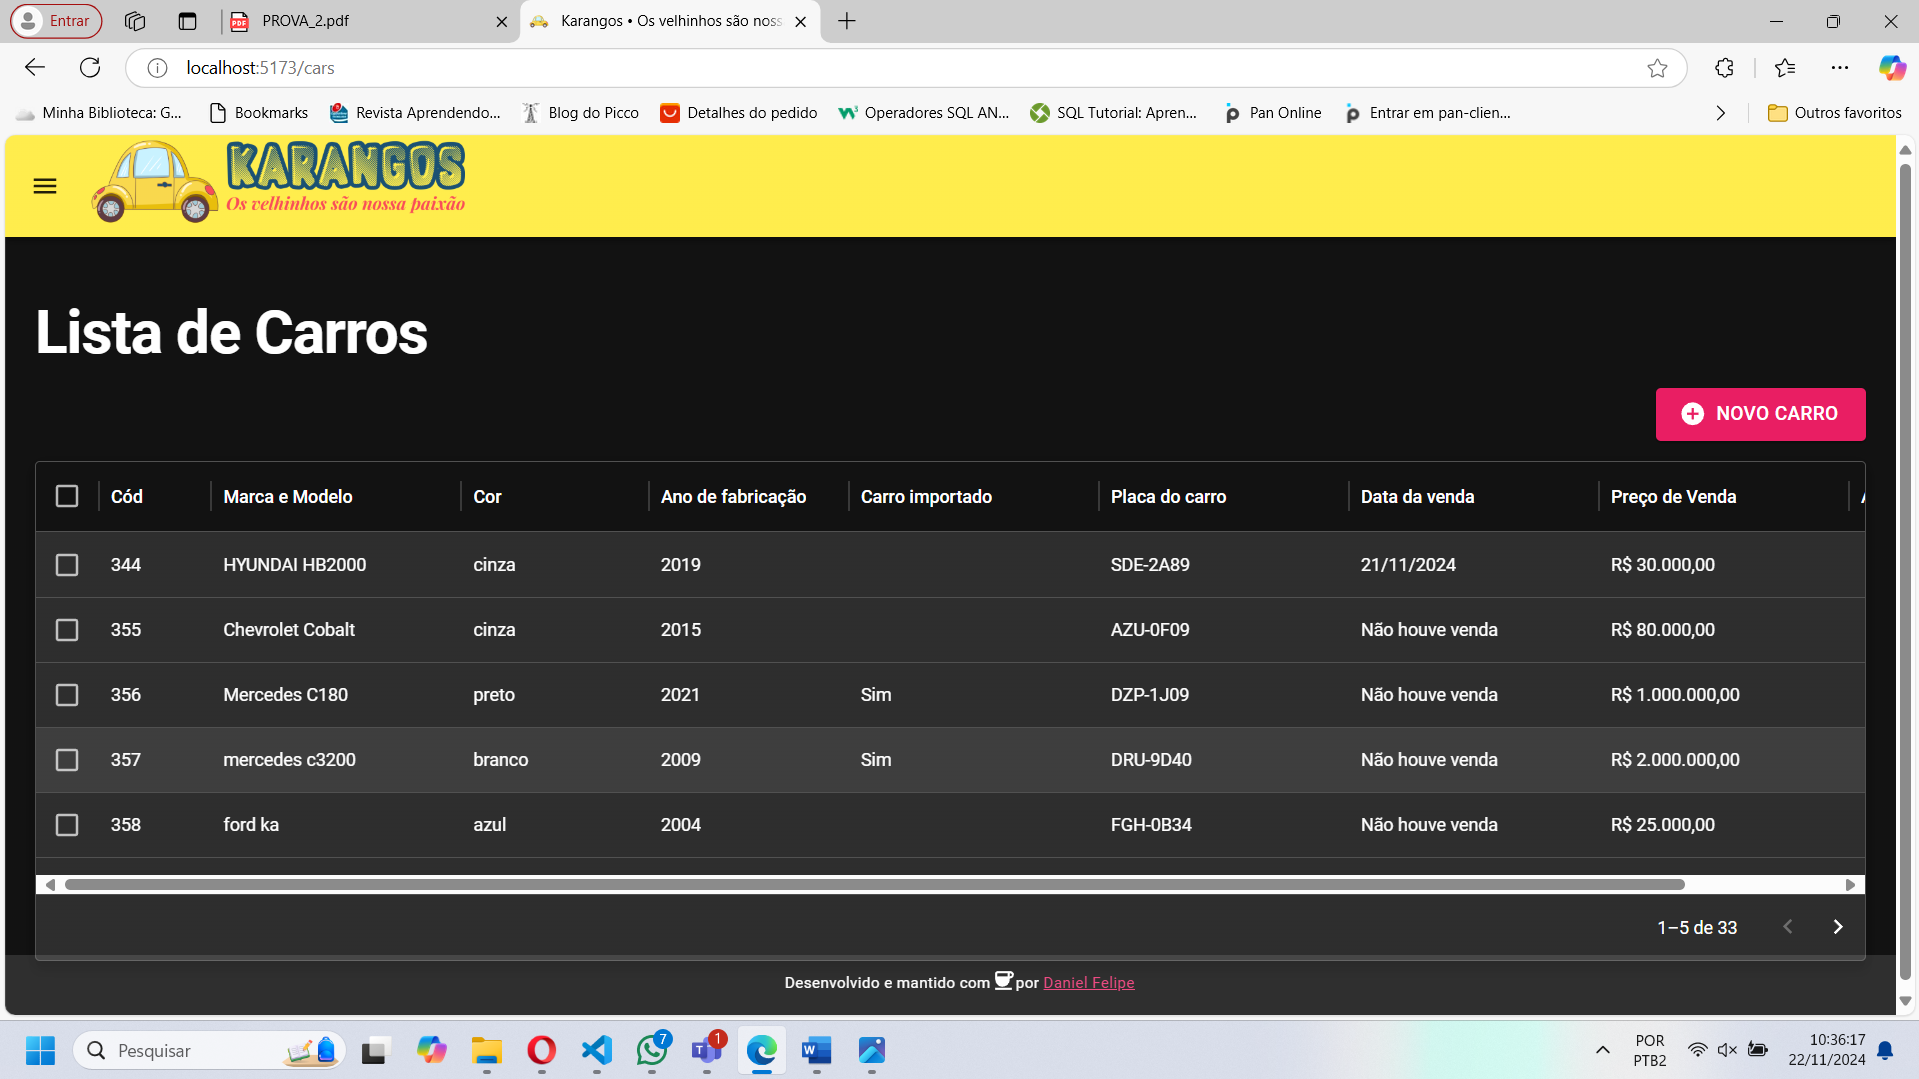 Entrar
PROVA_2.pdf
Karangos • Os velhinhos são noss
localhost:5173/cars
Minha Biblioteca: G...
Bookmarks
Revista Aprendendo...
Blog do Picco
Detalhes do pedido
Operadores SQL AN...
SQL Tutorial: Apren...
Pan Online
Entrar em pan-clien...
Outros favoritos
KARANGOS
Os velhinhos são nossa paixão
Lista de Carros
NOVO CARRO
Cód Marca e Modelo Cor Ano de fabricação Carro importado Placa do carro Data da venda Preço de Venda
344 HYUNDAI HB2000 cinza 2019 SDE-2A89 21/11/2024 R$ 30.000,00
355 Chevrolet Cobalt cinza 2015 AZU-0F09 Não houve venda R$ 80.000,00
356 Mercedes C180 preto 2021 Sim DZP-1J09 Não houve venda R$ 1.000.000,00
357 mercedes c3200 branco 2009 Sim DRU-9D40 Não houve venda R$ 2.000.000,00
358 ford ka azul 2004 FGH-0B34 Não houve venda R$ 25.000,00
1–5 de 33
Desenvolvido e mantido com por Daniel Felipe
Pesquisar
7
1
POR
PTB2
10:36:17
22/11/2024